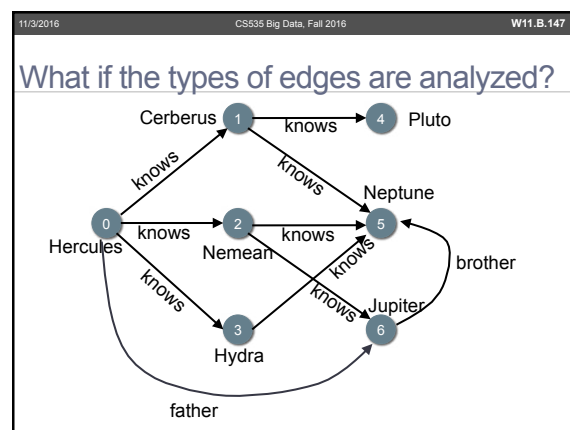 11/3/2016 CS535 Big Data, Fall 2016 W11.B.147
What if the types of edges are analyzed?
Cerberus 1 knows 4 Pluto
knows knows
Neptune
0 knows 2 knows 5
Hercules Nemean knows brother
knows knows Jupiter
3 6
Hydra
father